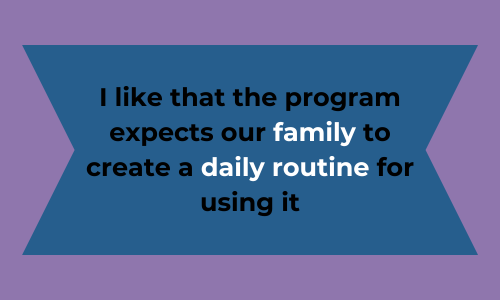 I like that the program
expects our family to
create a daily routine for
using it